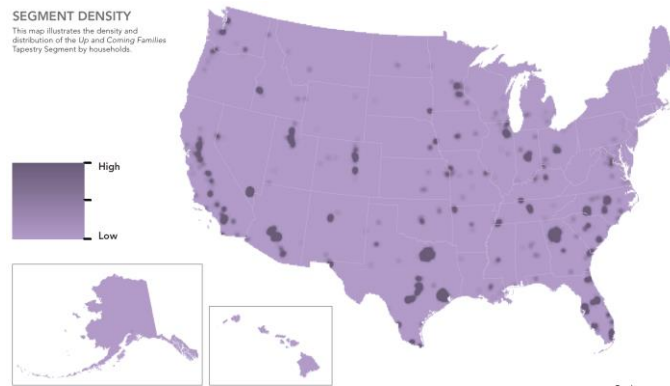 SEGMENT DENSITY
This map illustrates the density and
distribution of the Up and Coming Families
Tapestry Segment by households.
High
Low